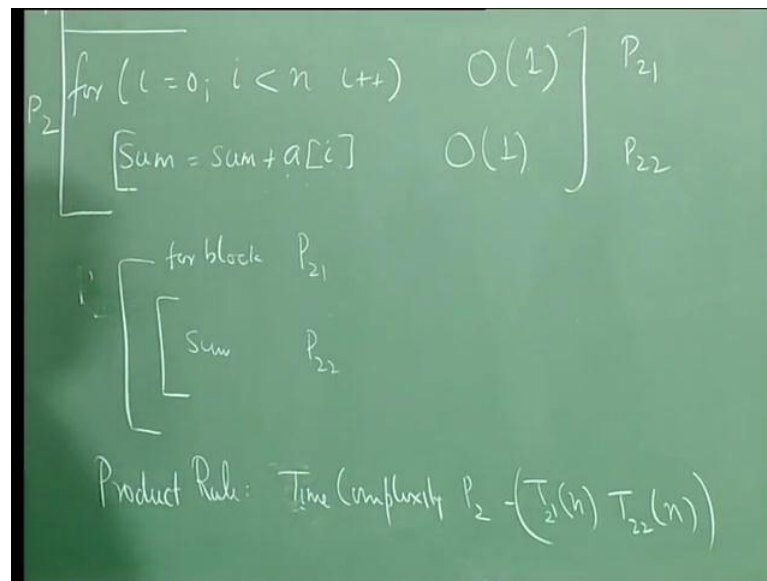 for (i = 0; i < n i++) O(1) P21
P2
[Sum = sum + a[i] O(1) P22
for block P21
P
sum P22
Product Rule: Time Complexity P2 - (T21(n) T22(n))